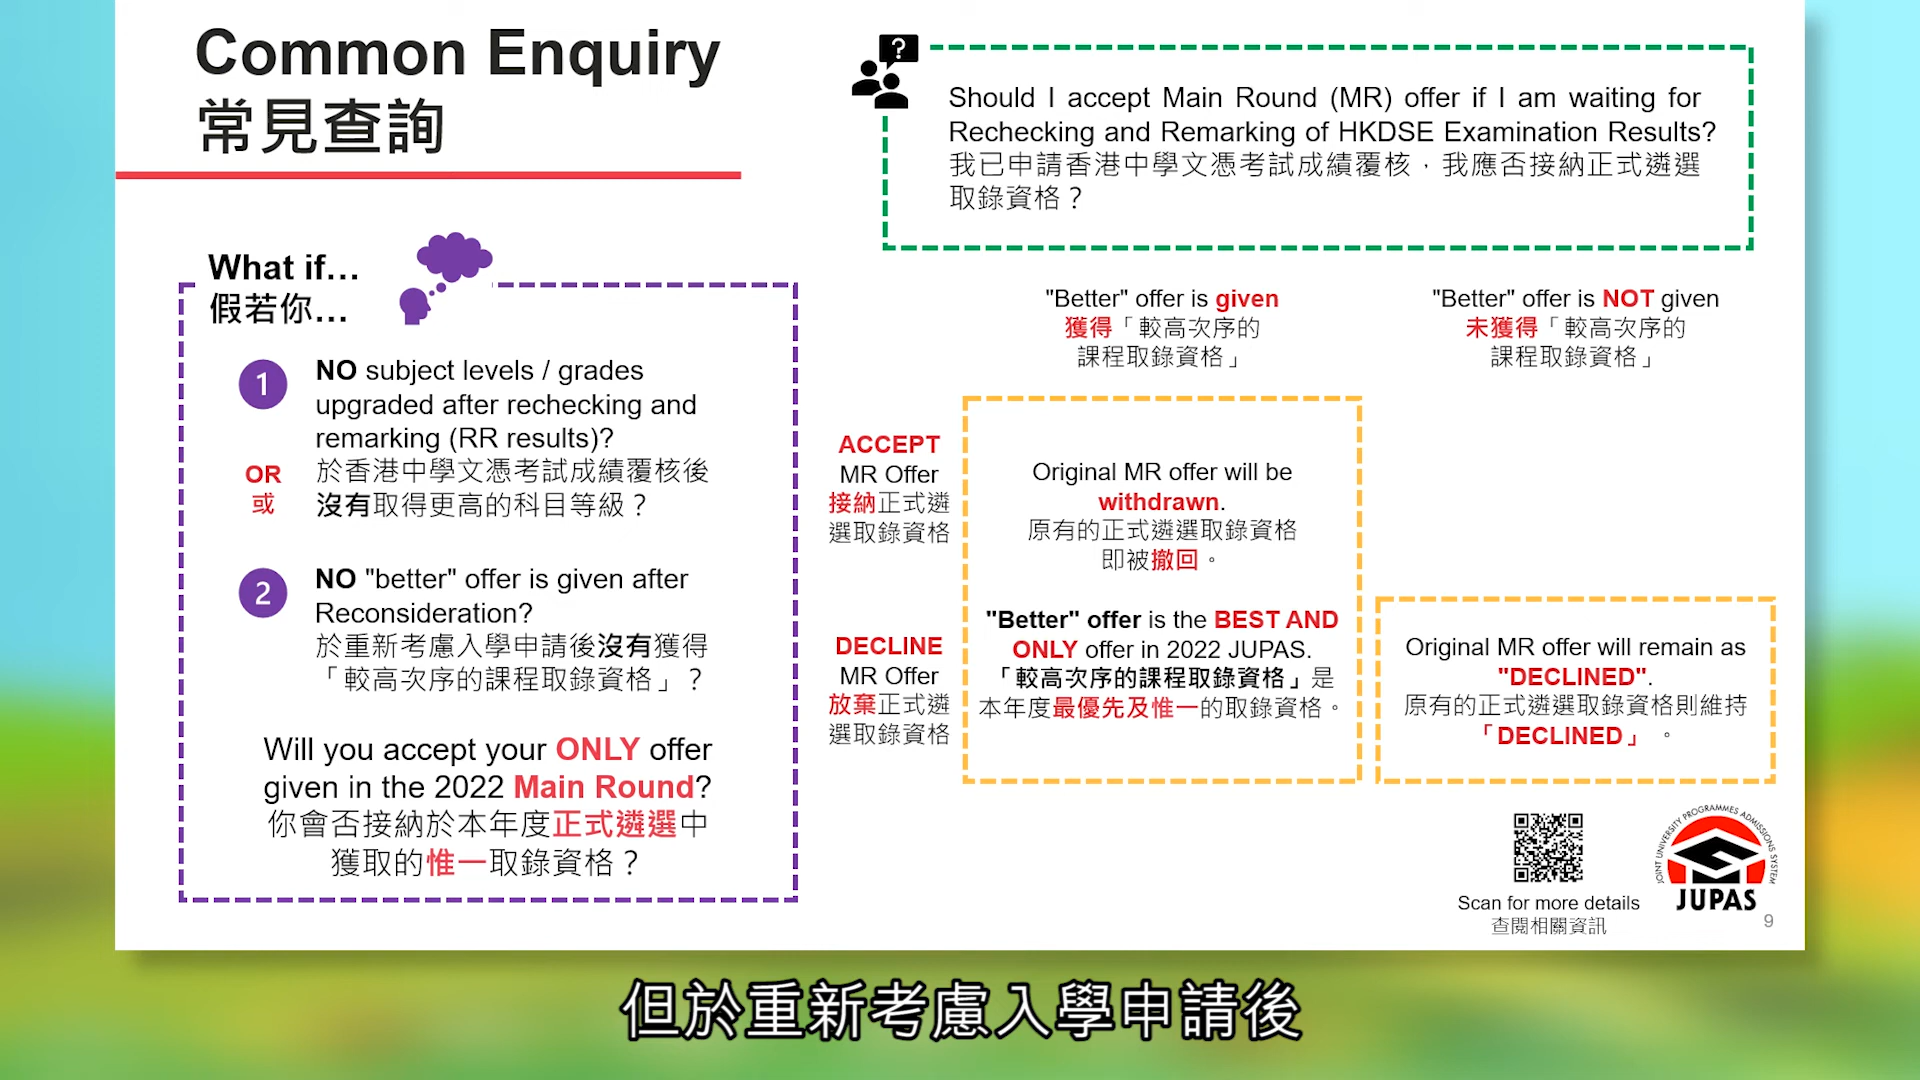 Common Enquiry
常見查詢
?
Should I accept Main Round (MR) offer if I am waiting for
Rechecking and Remarking of HKDSE Examination Results?
我已申請香港中學文憑考試成績覆核，我應否接納正式遴選
取錄資格？
What if...
假若你...
1
NO subject levels / grades
upgraded after rechecking and
remarking (RR results)?
於香港中學文憑考試成績覆核後
沒有取得更高的科目等級？
OR
或
2
NO "better" offer is given after
Reconsideration?
於重新考慮入學申請後沒有獲得
「較高次序的課程取錄資格」？
Will you accept your ONLY offer
given in the 2022 Main Round?
你會否接納於本年度正式遴選中
獲取的惟一取錄資格？
"Better" offer is given
獲得「較高次序的
課程取錄資格」
"Better" offer is NOT given
未獲得「較高次序的
課程取錄資格」
ACCEPT
MR Offer
接納正式遴
選取錄資格
Original MR offer will be
withdrawn.
原有的正式遴選取錄資格
即被撤回。
DECLINE
MR Offer
放棄正式遴
選取錄資格
"Better" offer is the BEST AND
ONLY offer in 2022 JUPAS.
「較高次序的課程取錄資格」是
本年度最優先及惟一的取錄資格。
Original MR offer will remain as
"DECLINED".
原有的正式遴選取錄資格則維持
「DECLINED」。
Scan for more details
查閱相關資訊
JOINT UNIVERSITY PROGRAMMES ADMISSIONS SYSTEM
JUPAS
9
但於重新考慮入學申請後